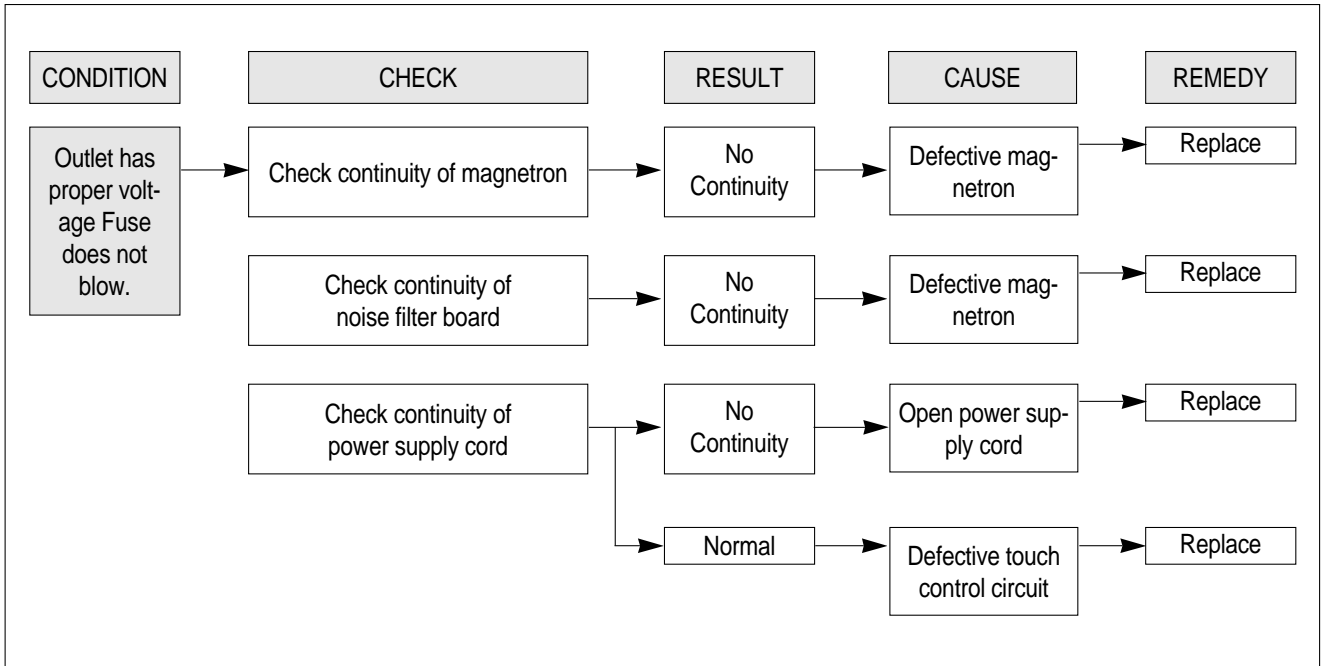 CONDITION
CHECK
RESULT
CAUSE
REMEDY
Outlet has
proper volt-
age Fuse
does not
blow.
Check continuity of magnetron
No
Continuity
Defective mag-
netron
Replace
Check continuity of
noise filter board
No
Continuity
Defective mag-
netron
Replace
Check continuity of
power supply cord
No
Continuity
Open power sup-
ply cord
Replace
Normal
Defective touch
control circuit
Replace